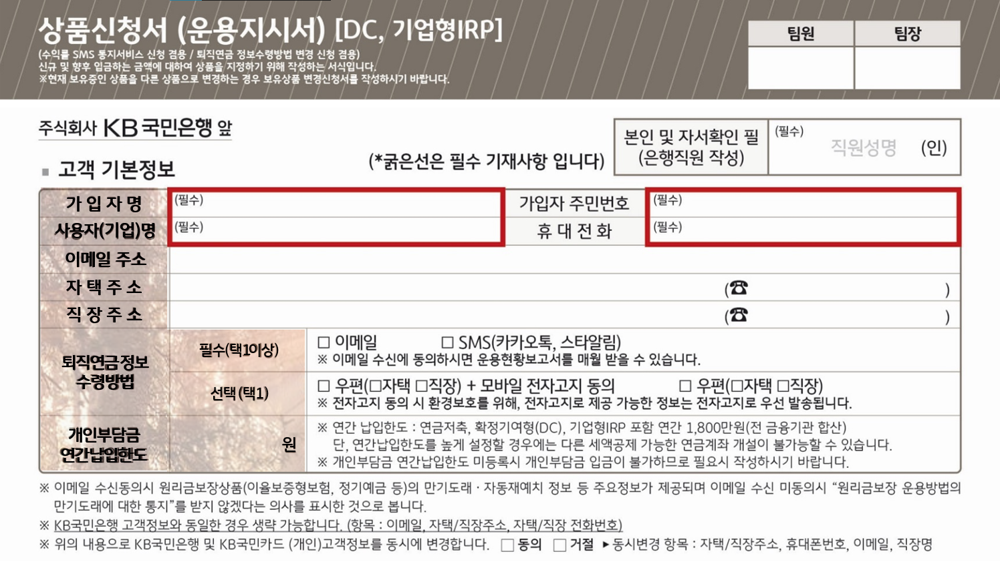 상품신청서 (운용지시서) [DC, 기업형IRP]
(수익률 SMS 통지서비스 신청 겸용 / 퇴직연금 정보수령방법 변경 신청 겸용)
신규 및 향후 입금하는 금액에 대하여 상품을 지정하기 위해 작성하는 서식입니다.
※현재 보유중인 상품을 다른 상품으로 변경하는 경우 보유상품 변경신청서를 작성하시기 바랍니다.
팀원 팀장
주식회사 KB국민은행 앞
본인 및 자서확인 필
(은행직원 작성)
(필수) 직원성명 (인)
▪ 고객 기본정보
(*굵은선은 필수 기재사항 입니다)
가 입 자 명 (필수) 가입자 주민번호 (필수)
사용자(기업)명 (필수) 휴 대 전 화 (필수)
이메일 주소
자 택 주 소 (☎ )
직 장 주 소 (☎ )
퇴직연금정보
수령방법
필수(택1이상)
□ 이메일 □ SMS(카카오톡, 스타알림)
※ 이메일 수신에 동의하시면 운용현황보고서를 매월 받을 수 있습니다.
선택(택1)
□ 우편(□자택 □직장) + 모바일 전자고지 동의 □ 우편(□자택 □직장)
※ 전자고지 동의 시 환경보호를 위해, 전자고지로 제공 가능한 정보는 전자고지로 우선 발송됩니다.
개인부담금
연간납입한도
원
※ 연간 납입한도 : 연금저축, 확정기여형(DC), 기업형IRP 포함 연간 1,800만원(전 금융기관 합산)
단, 연간납입한도를 높게 설정할 경우에는 다른 세액공제 가능한 연금계좌 개설이 불가능할 수 있습니다.
※ 개인부담금 연간납입한도 미등록시 개인부담금 입금이 불가하므로 필요시 작성하시기 바랍니다.
※ 이메일 수신동의시 원리금보장상품(이율보증형보험, 정기예금 등)의 만기도래 · 자동재예치 정보 등 주요정보가 제공되며 이메일 수신 미동의시 “원리금보장 운용방법의
만기도래에 대한 통지”를 받지 않겠다는 의사를 표시한 것으로 봅니다.
※ KB국민은행 고객정보와 동일한 경우 생략 가능합니다. (항목 : 이메일, 자택/직장주소, 자택/직장 전화번호)
※ 위의 내용으로 KB국민은행 및 KB국민카드 (개인)고객정보를 동시에 변경합니다. □ 동의 □ 거절 ▶동시변경 항목 : 자택/직장주소, 휴대폰번호, 이메일, 직장명